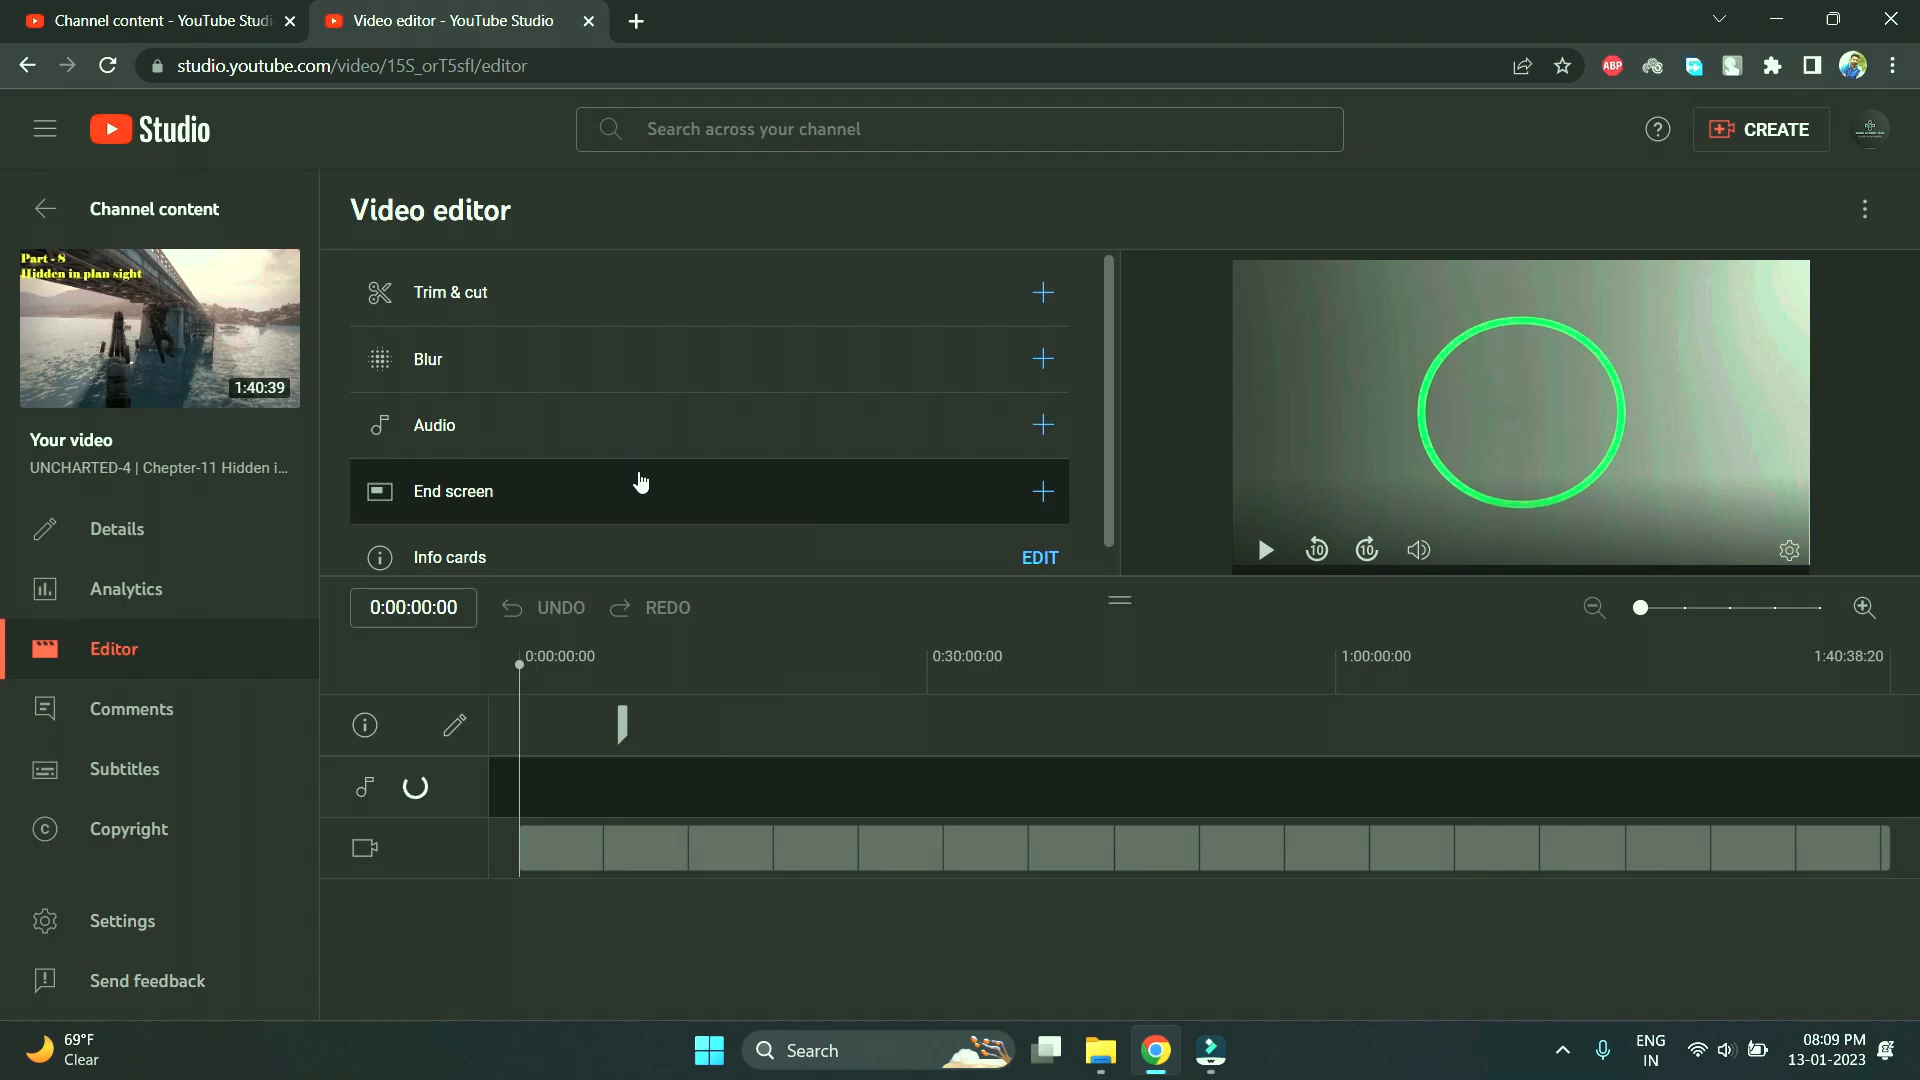 Channel content - YouTube Studi
Video editor - YouTube Studio
studio.youtube.com/video/15S_orT5sfI/editor
ABP
Studio
Search across your channel
CREATE
Channel content
Video editor
Part - 8
Hidden in plan sight
1:40:39
Your video
UNCHARTED-4 | Chepter-11 Hidden i...
Details
Analytics
Editor
Comments
Subtitles
Copyright
Settings
Send feedback
Trim & cut
Blur
Audio
End screen
Info cards
EDIT
10
10
0:00:00:00
UNDO
REDO
0:00:00:00
0:30:00:00
1:00:00:00
1:40:38:20
69°F
Clear
Search
ENG
IN
08:09 PM
13-01-2023